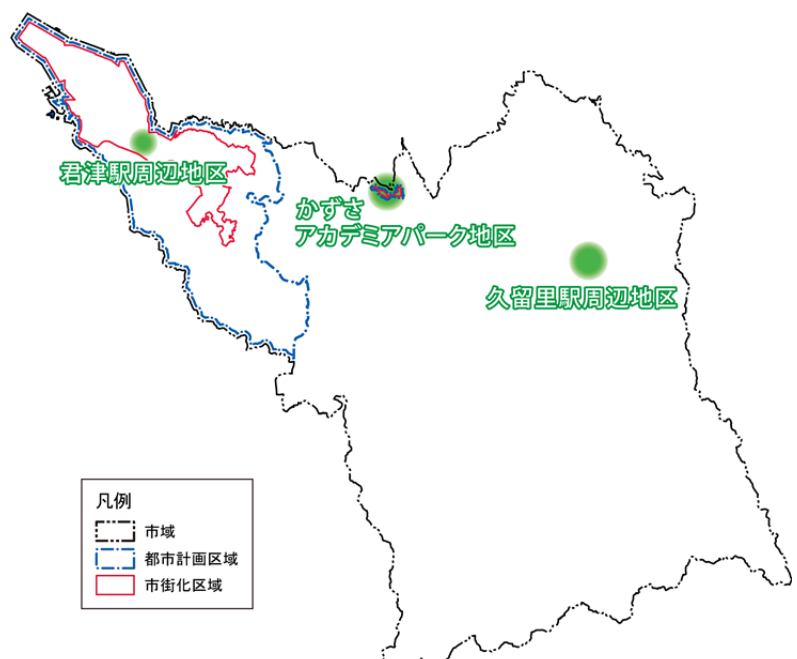 君津駅周辺地区
かずさ
アカデミアパーク地区
久留里駅周辺地区
凡例
市域
都市計画区域
市街化区域